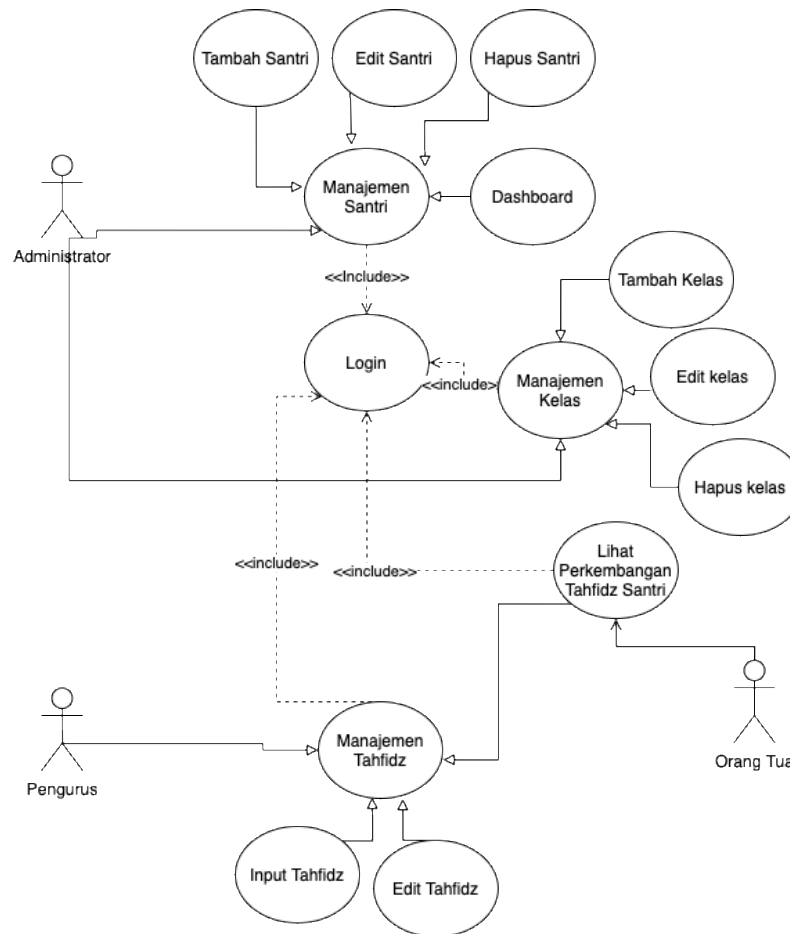 Tambah Santri
Edit Santri
Hapus Santri
Manajemen
Santri
Dashboard
Administrator
<<Include>>
Tambah Kelas
Login
<<include>
Manajemen
Kelas
Edit kelas
Hapus kelas
<<include>>
<<include>>
Lihat
Perkembangan
Tahfidz Santri
Manajemen
Tahfidz
Orang Tua
Pengurus
Input Tahfidz
Edit Tahfidz